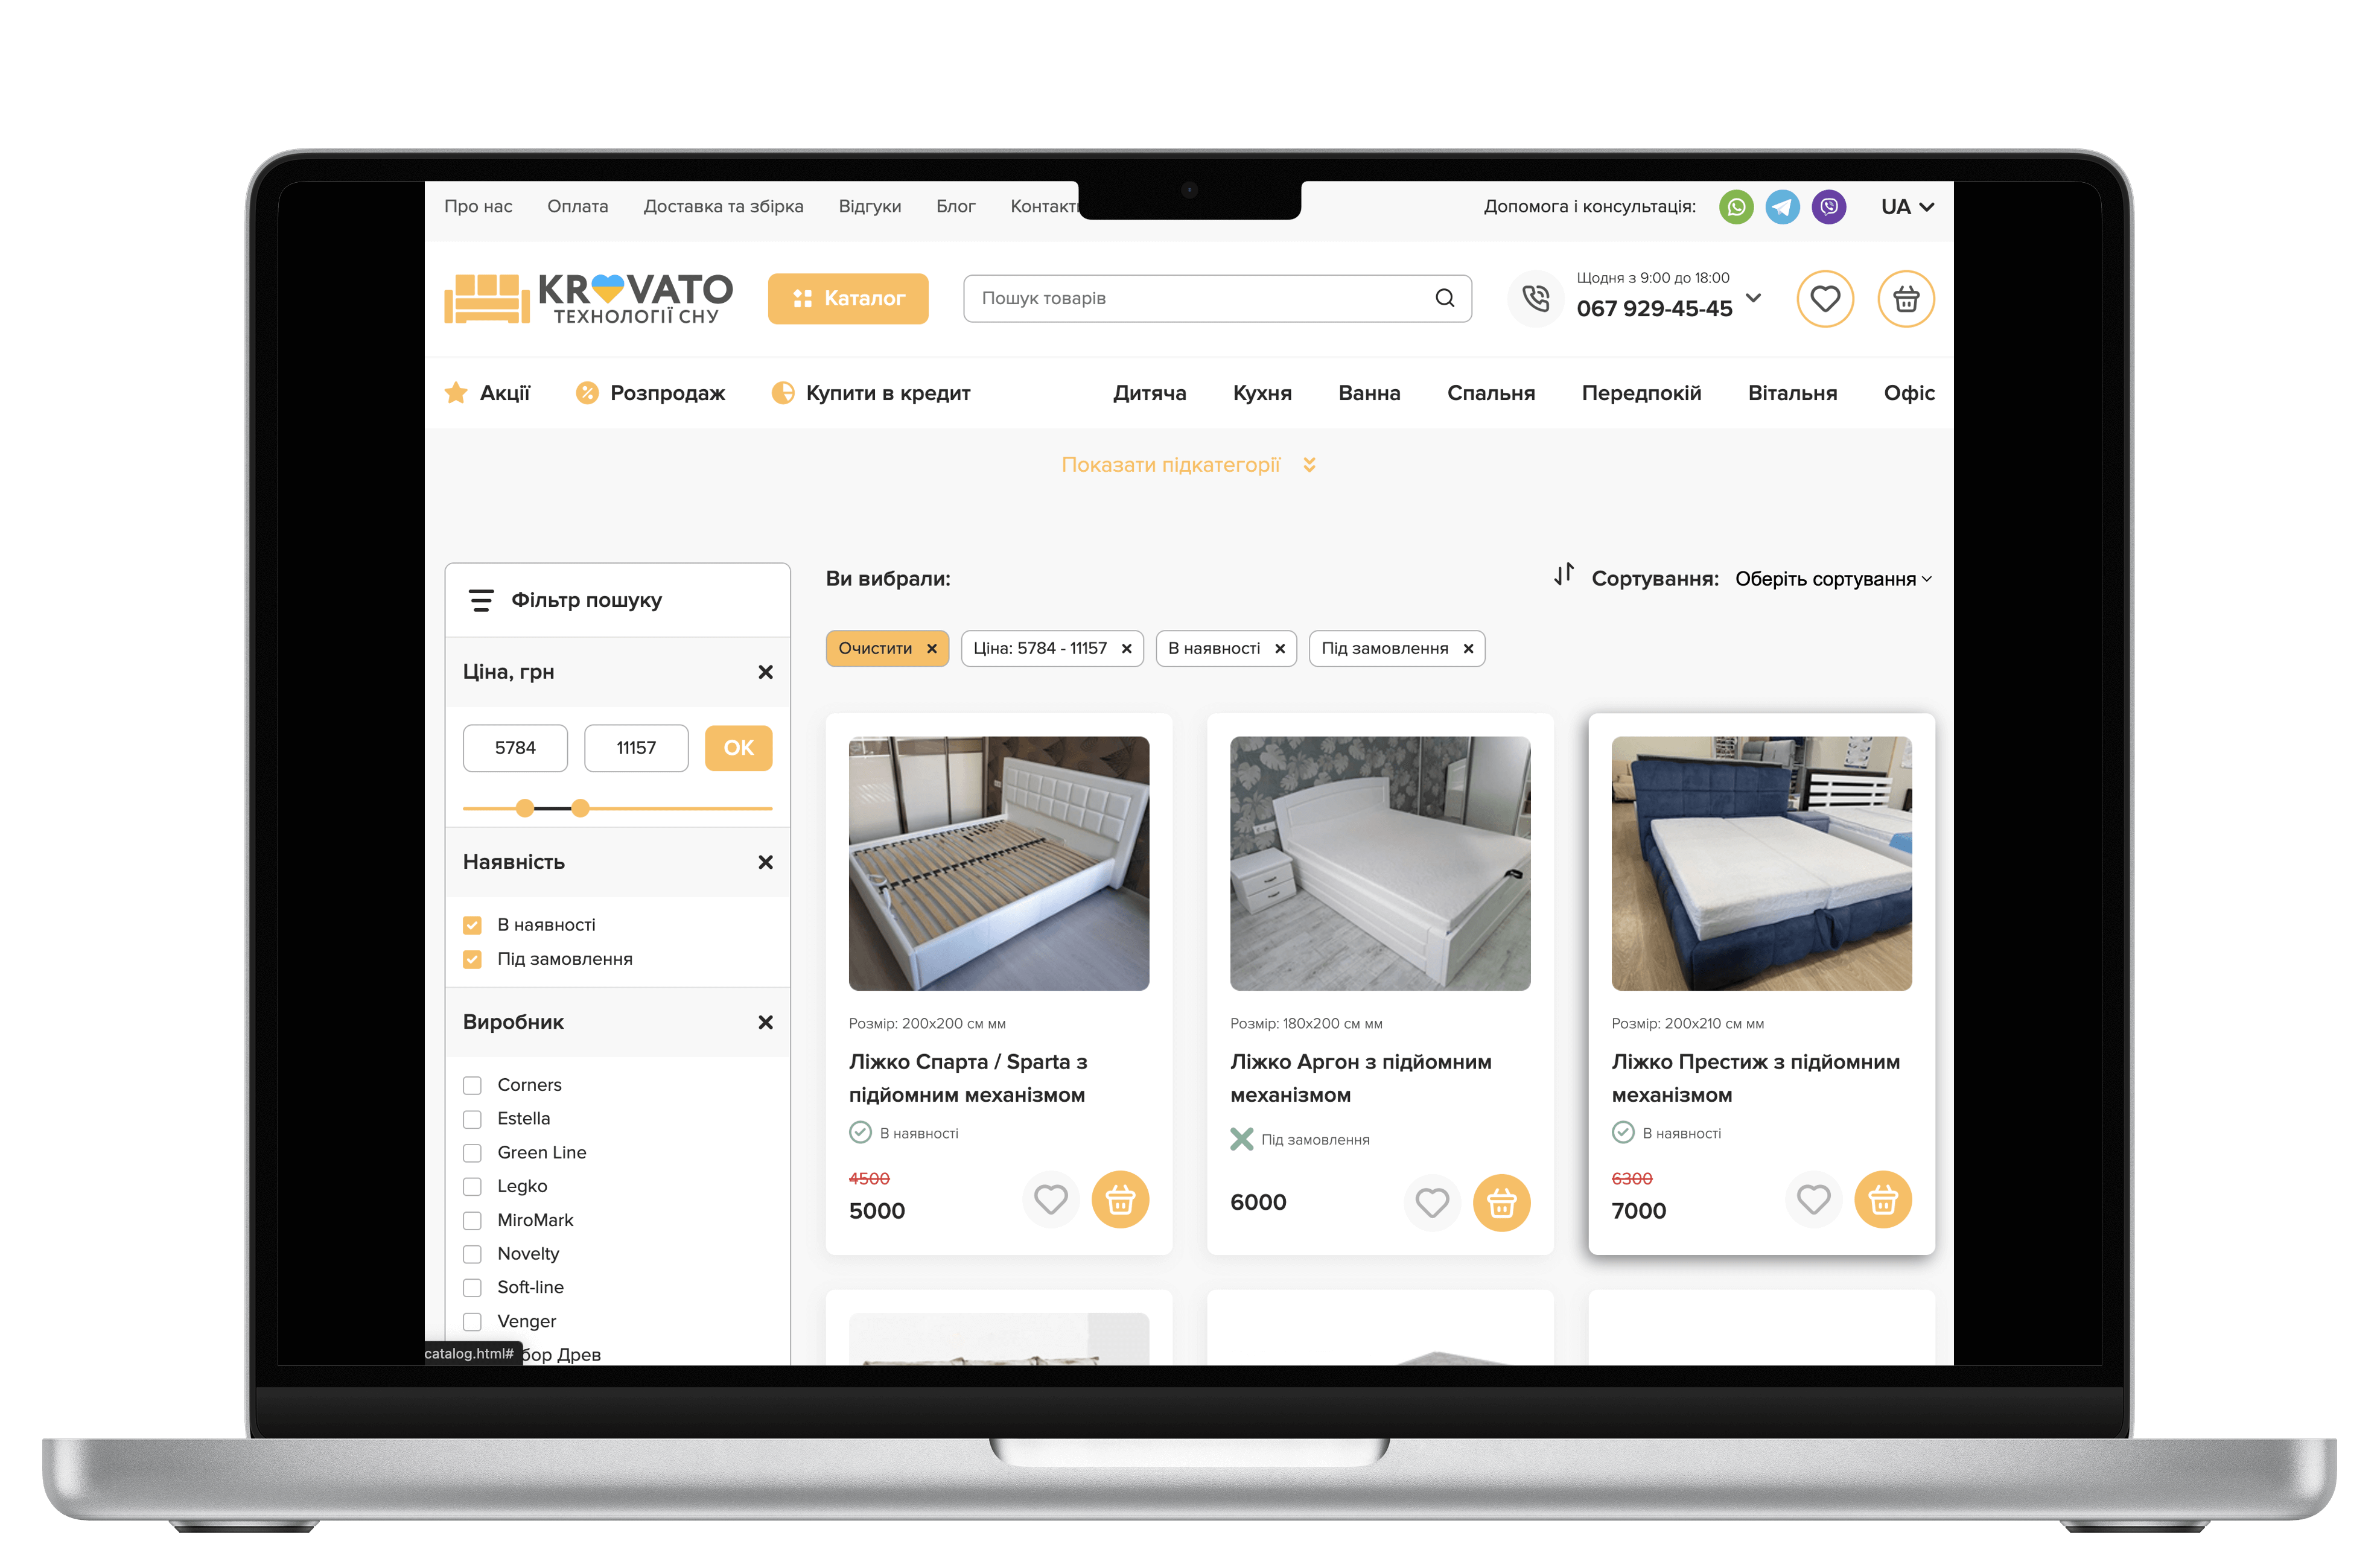 Про нас Оплата Доставка та збірка Відгуки Блог Контакт Допомога і консультація: UA
KROVATO
ТЕХНОЛОГІЇ СНУ
Каталог
Пошук товарів
Щодня з 9:00 до 18:00
067 929-45-45
Акції Розпродаж Купити в кредит Дитяча Кухня Ванна Спальня Передпокій Вітальня Офіс
Показати підкатегорії
Фільтр пошуку
Ціна, грн
5784 11157 OK
Наявність
В наявності
Під замовлення
Виробник
Corners
Estella
Green Line
Legko
MiroMark
Novelty
Soft-line
Venger
бор Древ
catalog.html#
Ви вибрали:
Сортування: Оберіть сортування
Очистити Ціна: 5784 - 11157 В наявності Під замовлення
Розмір: 200x200 см мм
Ліжко Спарта / Sparta з
підйомним механізмом
В наявності
4500
5000
Розмір: 180x200 см мм
Ліжко Аргон з підйомним
механізмом
Під замовлення
6000
Розмір: 200x210 см мм
Ліжко Престиж з підйомним
механізмом
В наявності
6300
7000